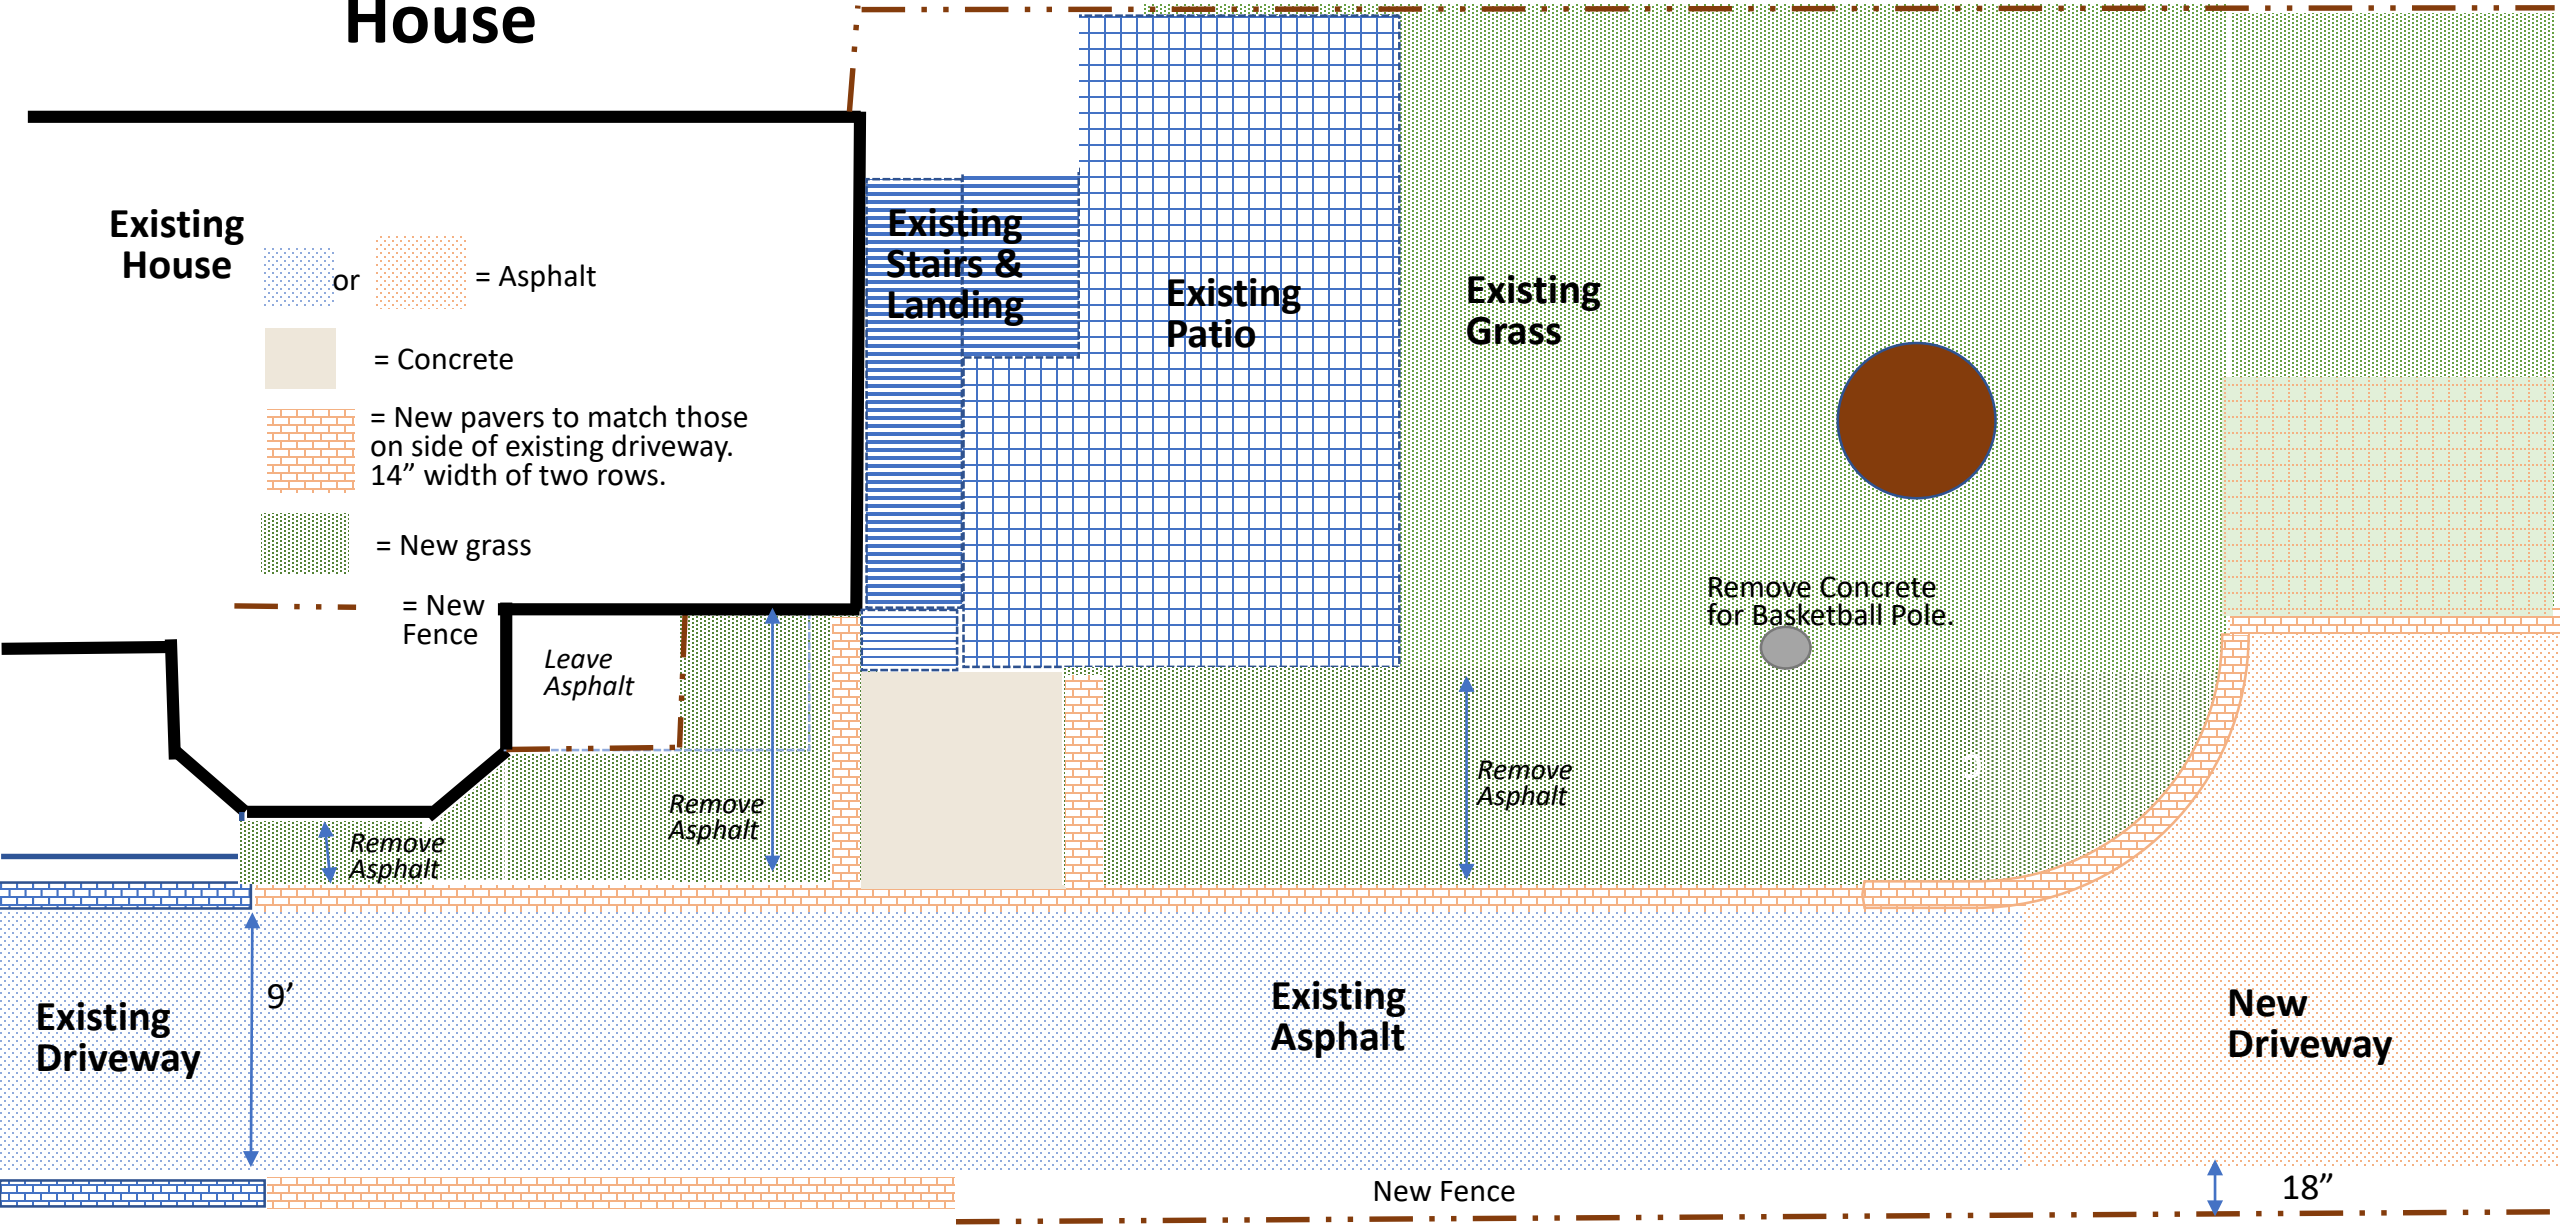 House
Existing
House
or
= Asphalt
= Concrete
= New pavers to match those
on side of existing driveway.
14” width of two rows.
= New grass
= New
Fence
Leave
Asphalt
Existing
Stairs &
Landing
Existing
Patio
Existing
Grass
Remove Concrete
for Basketball Pole.
Remove
Asphalt
Remove
Asphalt
Remove
Asphalt
9’
Existing
Driveway
Existing
Asphalt
New
Driveway
New Fence
18”